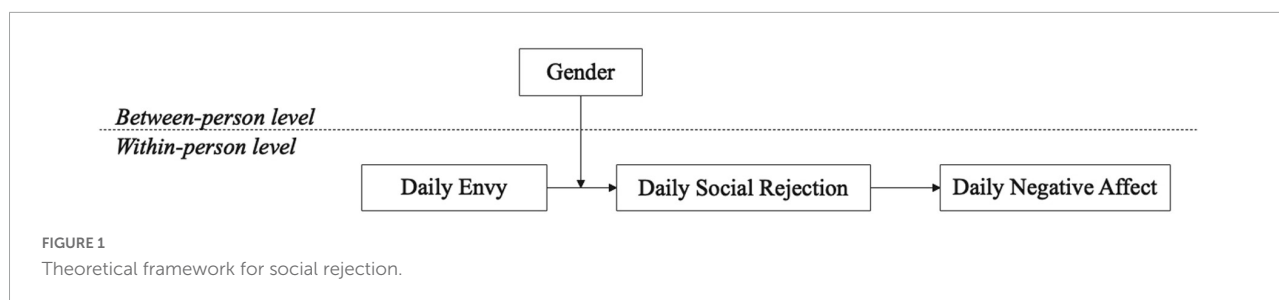 Gender
Between-person level
Within-person level
Daily Envy
Daily Social Rejection
Daily Negative Affect
FIGURE 1
Theoretical framework for social rejection.